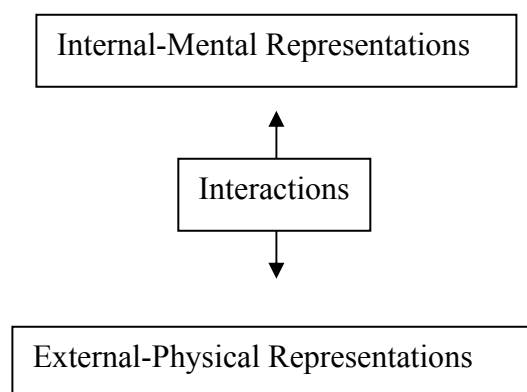 Internal-Mental Representations
Interactions
External-Physical Representations